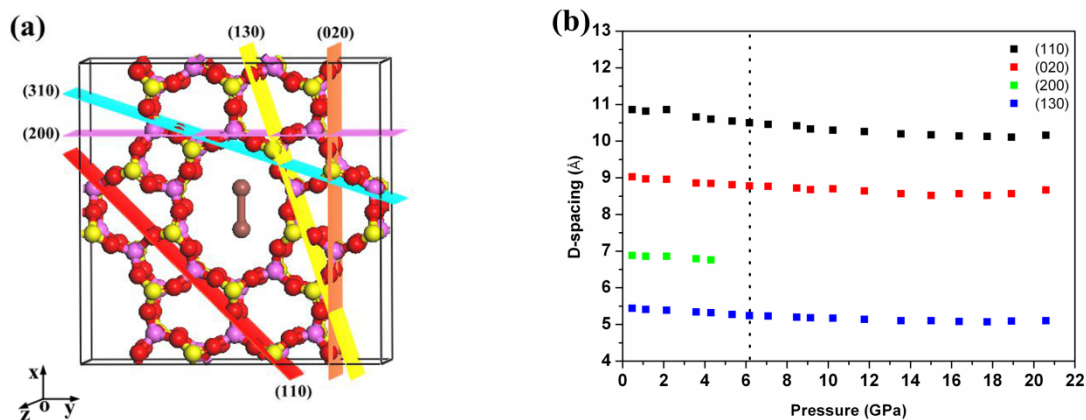 (a)
(130)
(020)
(310)
(200)
(110)
x
o
y
z
(b)
D-spacing (Å)
13
12
11
10
9
8
7
6
5
4
(110)
(020)
(200)
(130)
0 2 4 6 8 10 12 14 16 18 20 22
Pressure (GPa)